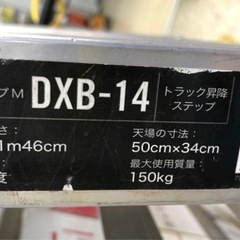 プM DXB-14 トラック昇降
ステップ
さ: 天場の寸法:
1m46cm 50cm×34cm
最大使用質量:
度 150kg
DX